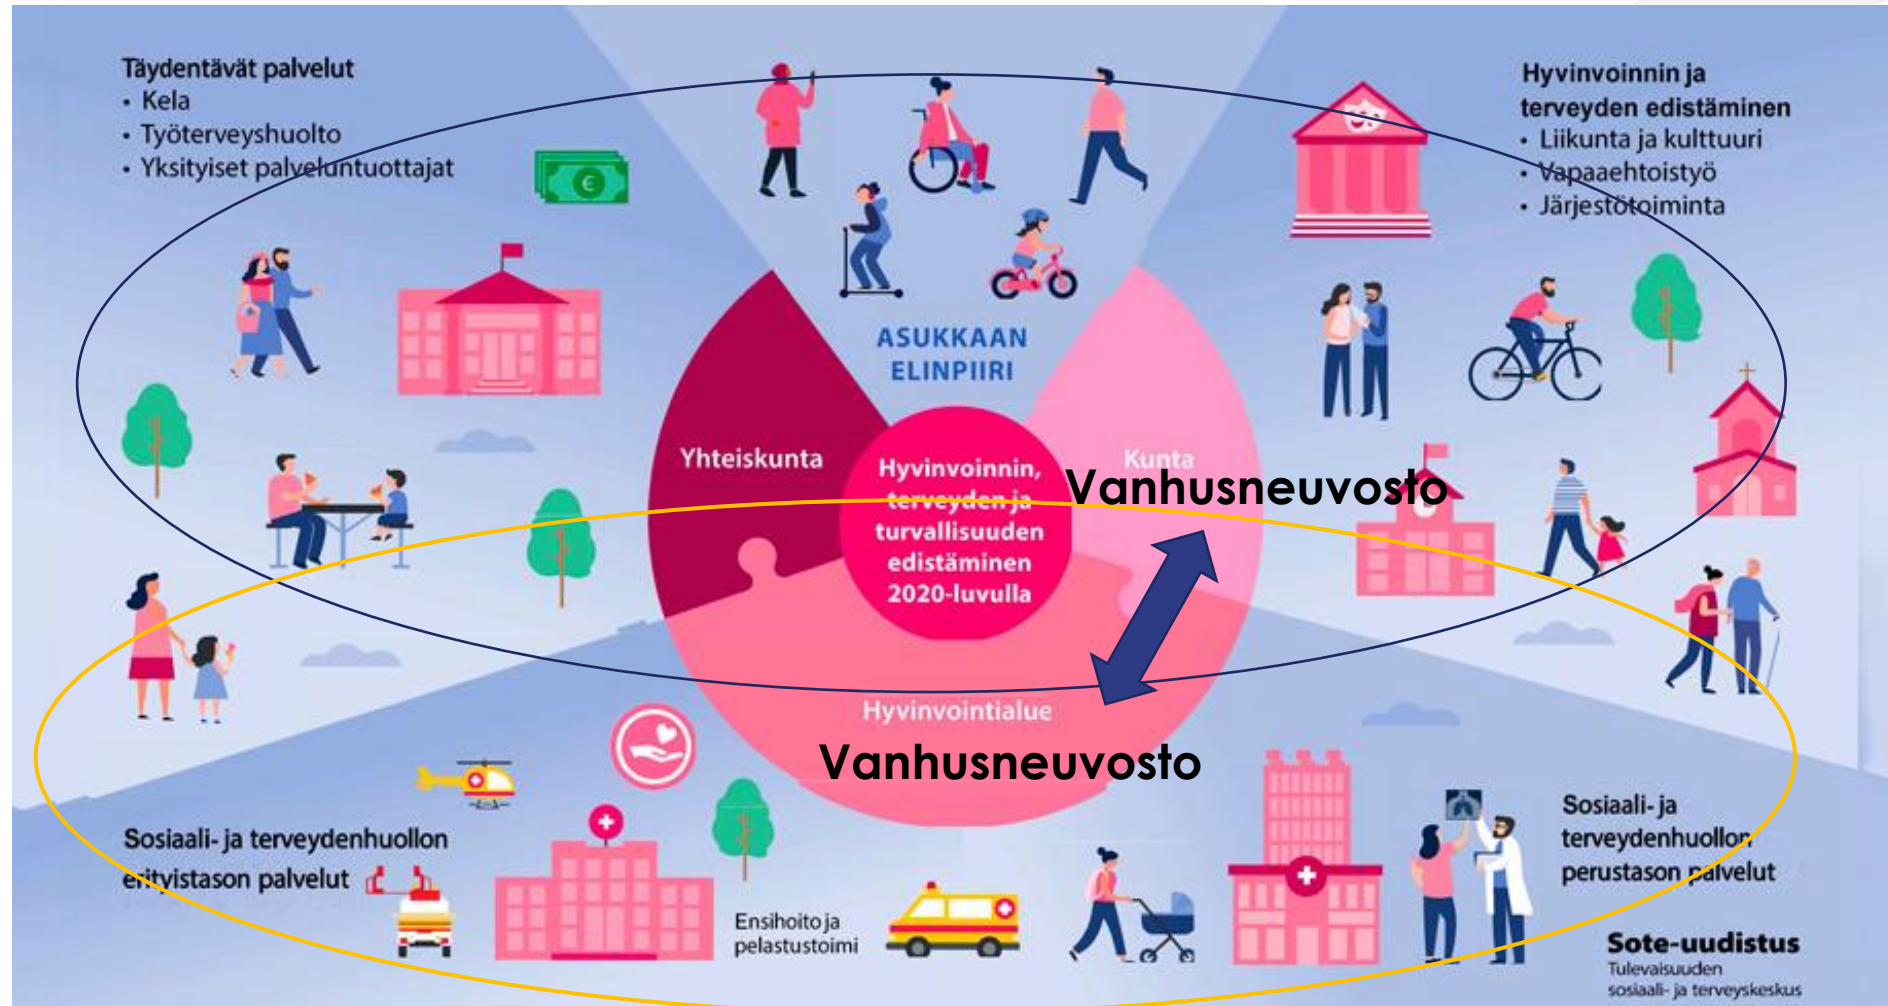 Täydentävät palvelut
• Kela
• Työterveyshuolto
• Yksityiset palveluntuottajat
Hyvinvoinnin ja
terveyden edistäminen
• Liikunta ja kulttuuri
• Vapaaehtoistyö
• Järjestötoiminta
€
ASUKKAAN
ELINPIIRI
Yhteiskunta
Hyvinvoinnin,
terveyden ja
turvallisuuden
edistäminen
2020-luvulla
Kunta
Vanhusneuvosto
Hyvinvointialue
Vanhusneuvosto
Sosiaali- ja terveydenhuollon
erityistason palvelut
Ensihoito ja
pelastustoimi
Sosiaali- ja
terveydenhuollon
perustason palvelut
Sote-uudistus
Tulevaisuuden
sosiaali- ja terveyskeskus